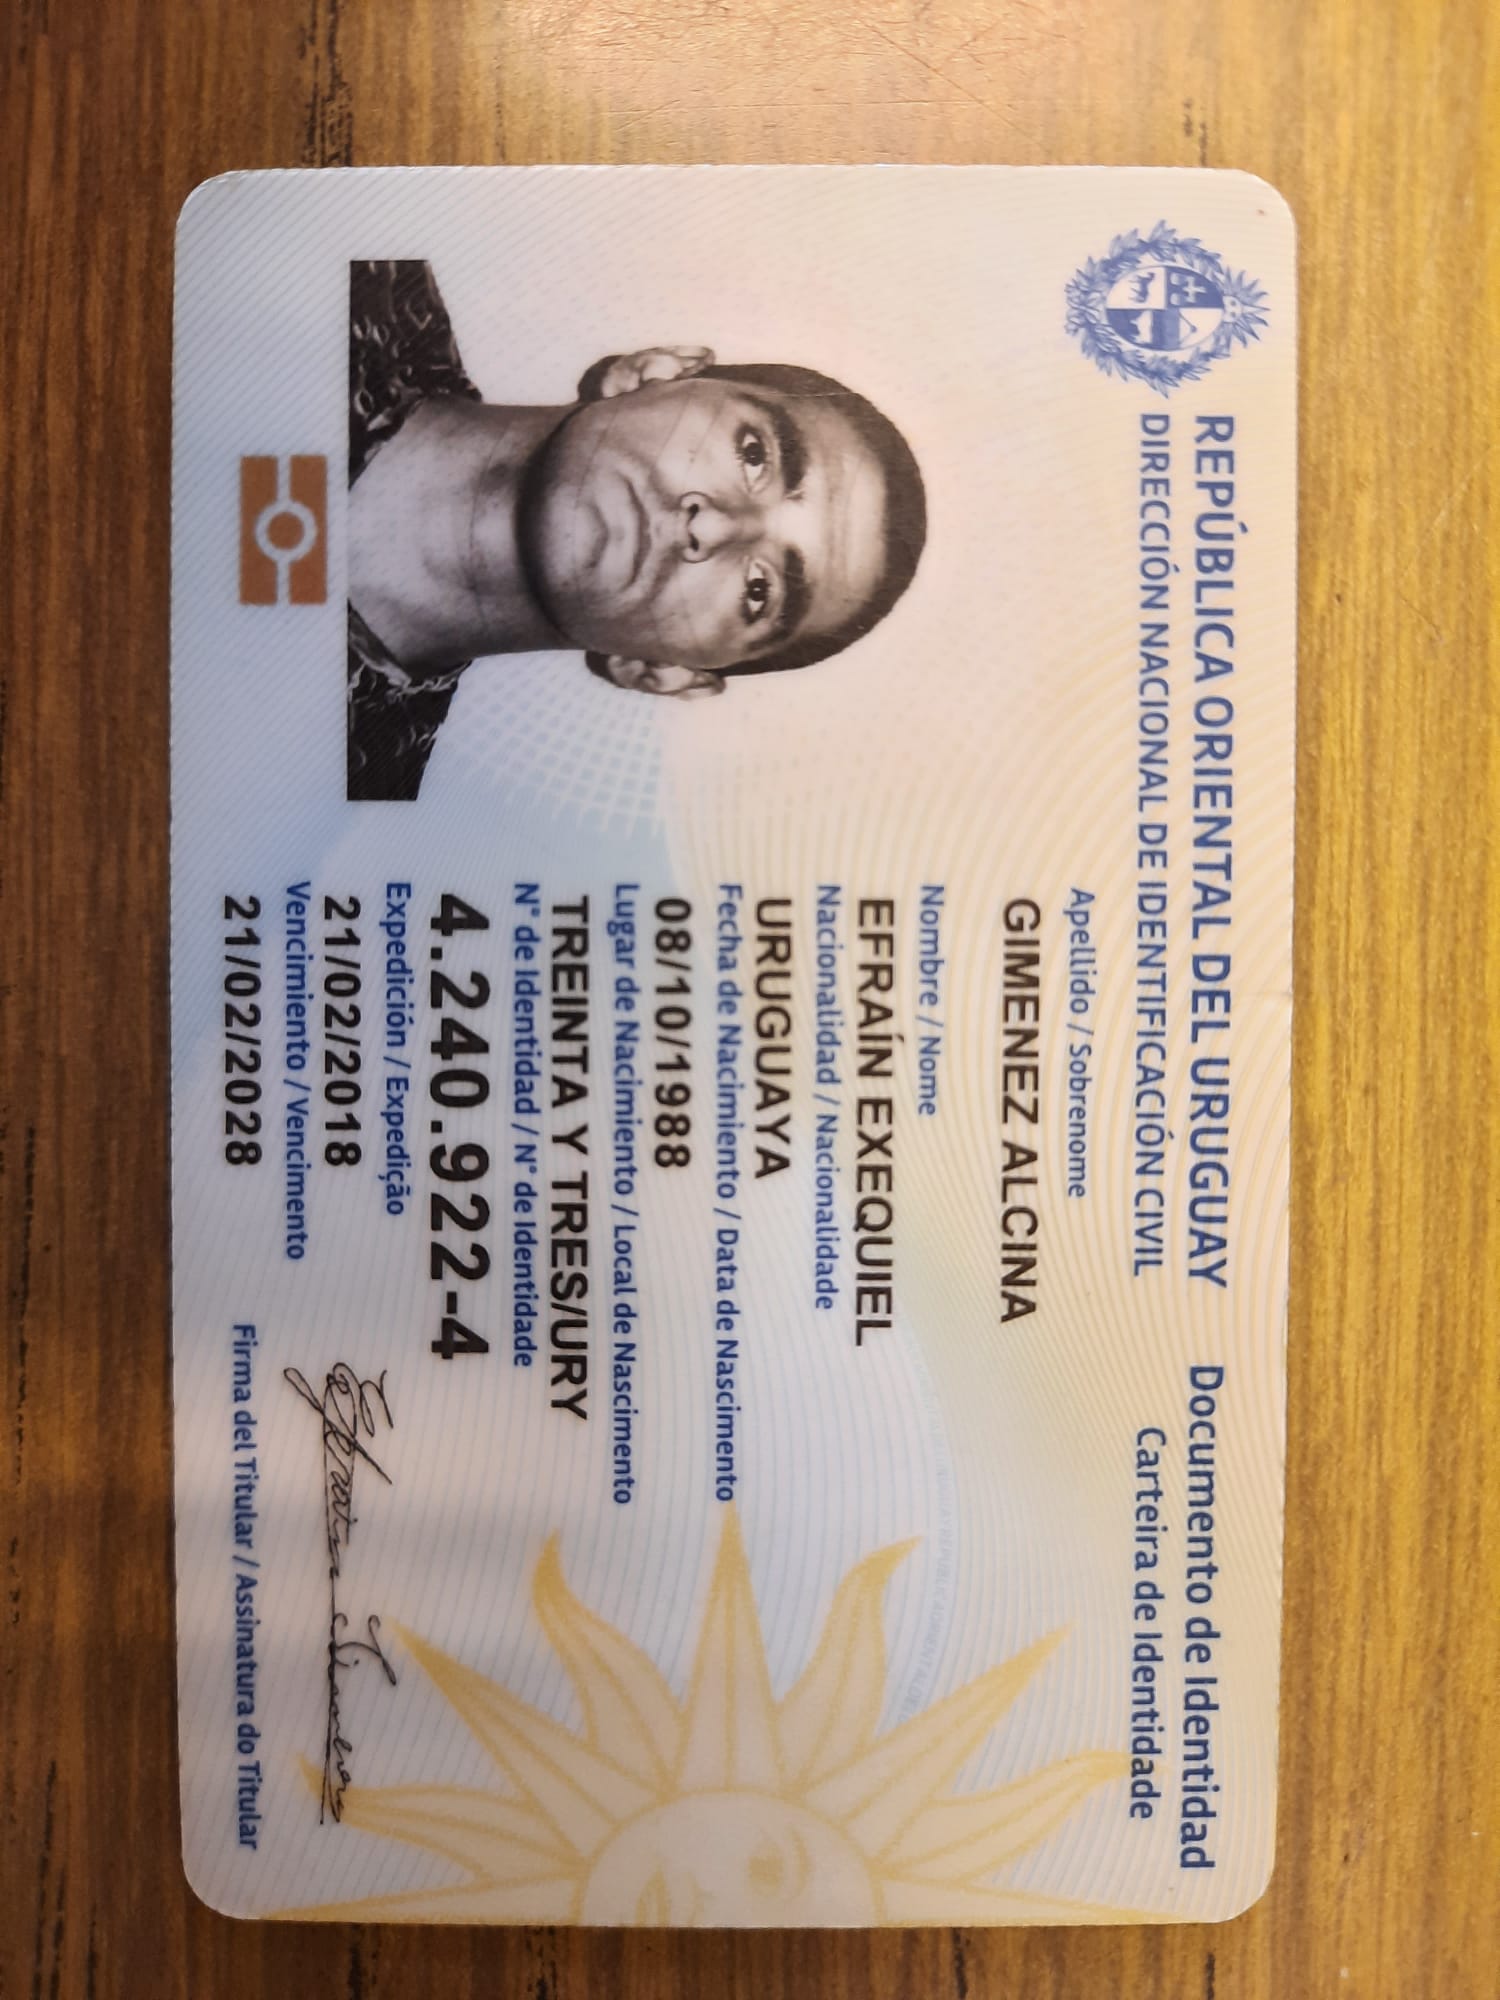 REPÚBLICA ORIENTAL DEL URUGUAY
DIRECCIÓN NACIONAL DE IDENTIFICACIÓN CIVIL
Documento de Identidad
Carteira de Identidade
Apellido / Sobrenome
GIMENEZ ALCINA
Nombre / Nome
EFRAÍN EXEQUIEL
Nacionalidad / Nacionalidade
URUGUAYA
Fecha de Nacimiento / Data de Nascimento
08/10/1988
Lugar de Nacimiento / Local de Nascimento
TREINTA Y TRES/URY
N° de Identidad / N° de Identidade
4.240.922-4
Expedición / Expedição
21/02/2018
Vencimiento / Vencimento
21/02/2028
Efraín Gimenez
Firma del Titular / Assinatura do Titular